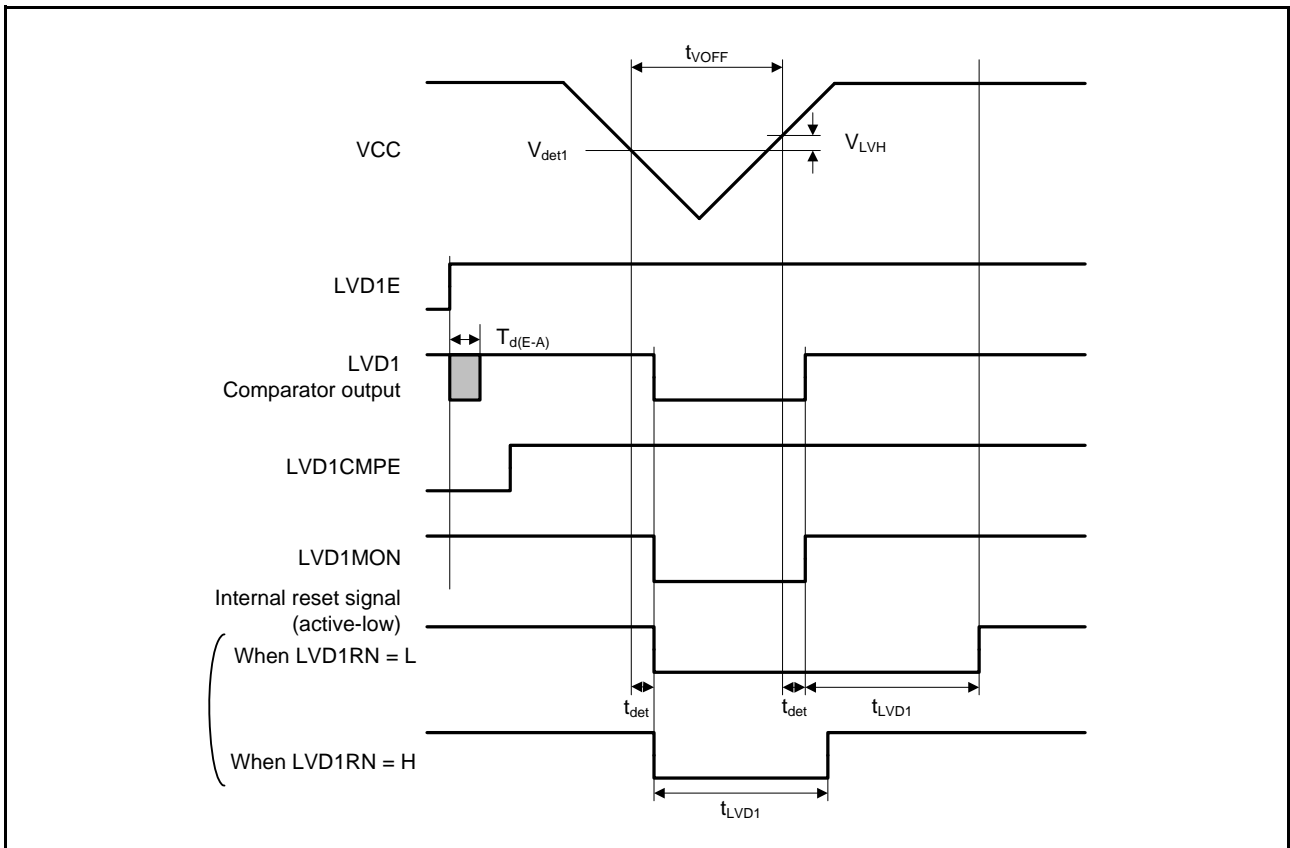 tVOFF
VCC
Vdet1
VLVH
LVD1E
Td(E-A)
LVD1
Comparator output
LVD1CMPE
LVD1MON
Internal reset signal
(active-low)
When LVD1RN = L
tdet
tdet
tLVD1
When LVD1RN = H
tLVD1